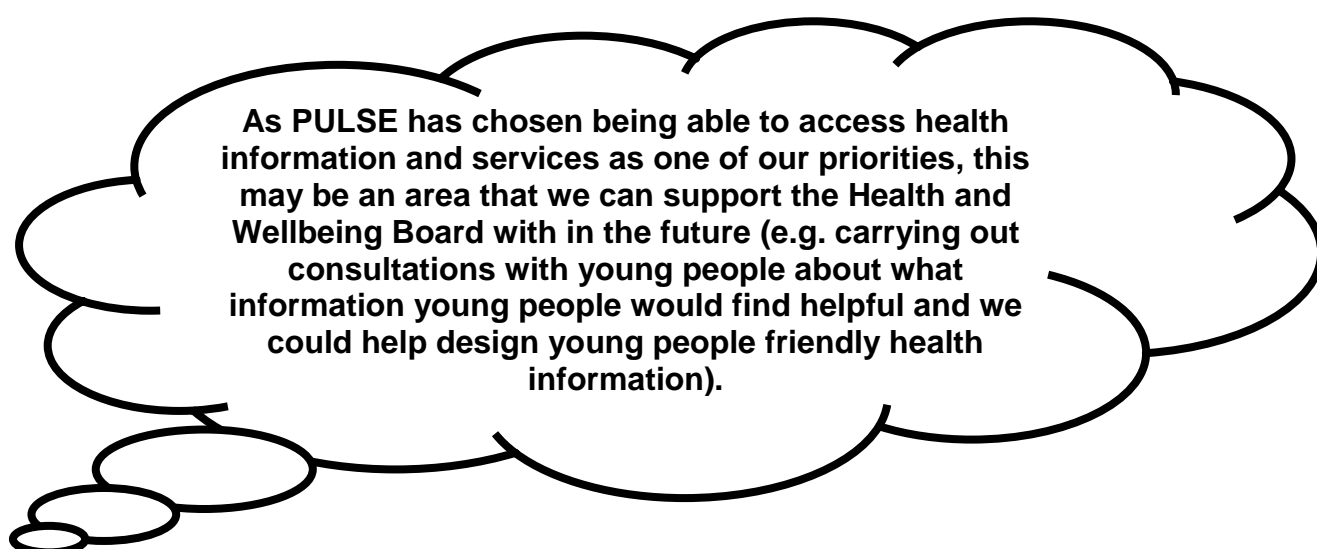 As PULSE has chosen being able to access health
information and services as one of our priorities, this
may be an area that we can support the Health and
Wellbeing Board with in the future (e.g. carrying out
consultations with young people about what
information young people would find helpful and we
could help design young people friendly health
information).